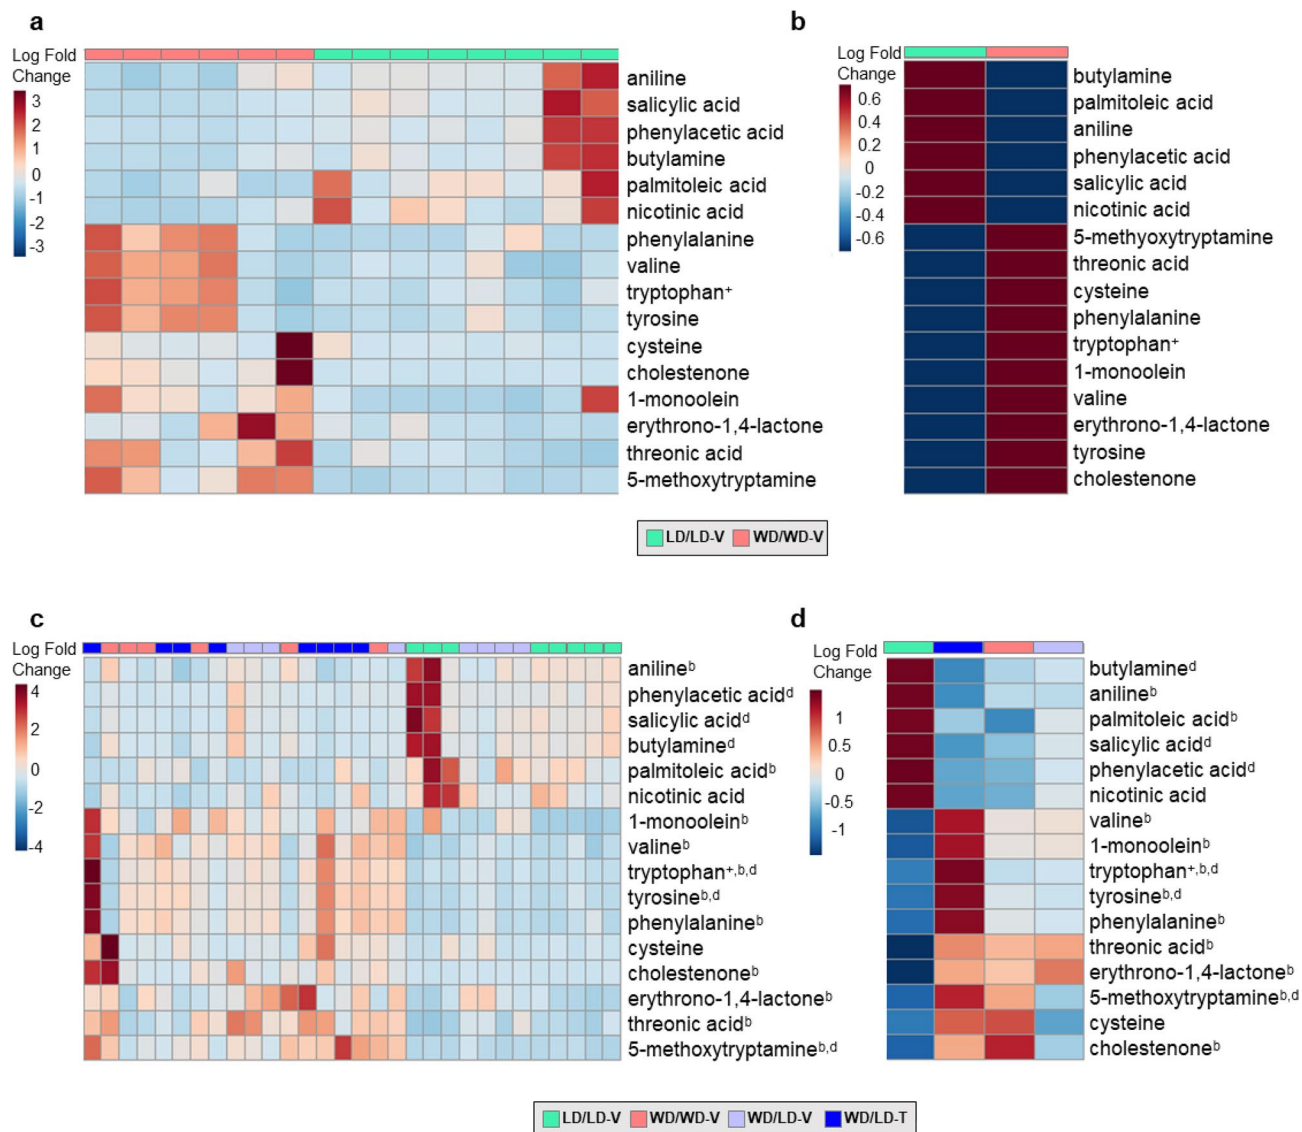 a
Log Fold
Change
3
2
1
0
-1
-2
-3
aniline
salicylic acid
phenylacetic acid
butylamine
palmitoleic acid
nicotinic acid
phenylalanine
valine
tryptophan⁺
tyrosine
cysteine
cholestenone
1-monoolein
erythrono-1,4-lactone
threonic acid
5-methoxytryptamine
b
Log Fold
Change
0.6
0.4
0.2
0
-0.2
-0.4
-0.6
butylamine
palmitoleic acid
aniline
phenylacetic acid
salicylic acid
nicotinic acid
5-methyoxytryptamine
threonic acid
cysteine
phenylalanine
tryptophan⁺
1-monoolein
valine
erythrono-1,4-lactone
tyrosine
cholestenone
LD/LD-V WD/WD-V
c
Log Fold
Change
4
2
0
-2
-4
anilineᵇ
phenylacetic acidᵈ
salicylic acidᵈ
butylamineᵈ
palmitoleic acidᵇ
nicotinic acid
1-monooleinᵇ
valineᵇ
tryptophan⁺,ᵇ,ᵈ
tyrosineᵇ,ᵈ
phenylalanineᵇ
cysteine
cholestenoneᵇ
erythrono-1,4-lactoneᵇ
threonic acidᵇ
5-methoxytryptamineᵇ,ᵈ
d
Log Fold
Change
1
0.5
0
-0.5
-1
butylamineᵈ
anilineᵇ
palmitoleic acidᵇ
salicylic acidᵈ
phenylacetic acidᵈ
nicotinic acid
valineᵇ
1-monooleinᵇ
tryptophan⁺,ᵇ,ᵈ
tyrosineᵇ,ᵈ
phenylalanineᵇ
threonic acidᵇ
erythrono-1,4-lactoneᵇ
5-methoxytryptamineᵇ,ᵈ
cysteine
cholestenoneᵇ
LD/LD-V WD/WD-V WD/LD-V WD/LD-T